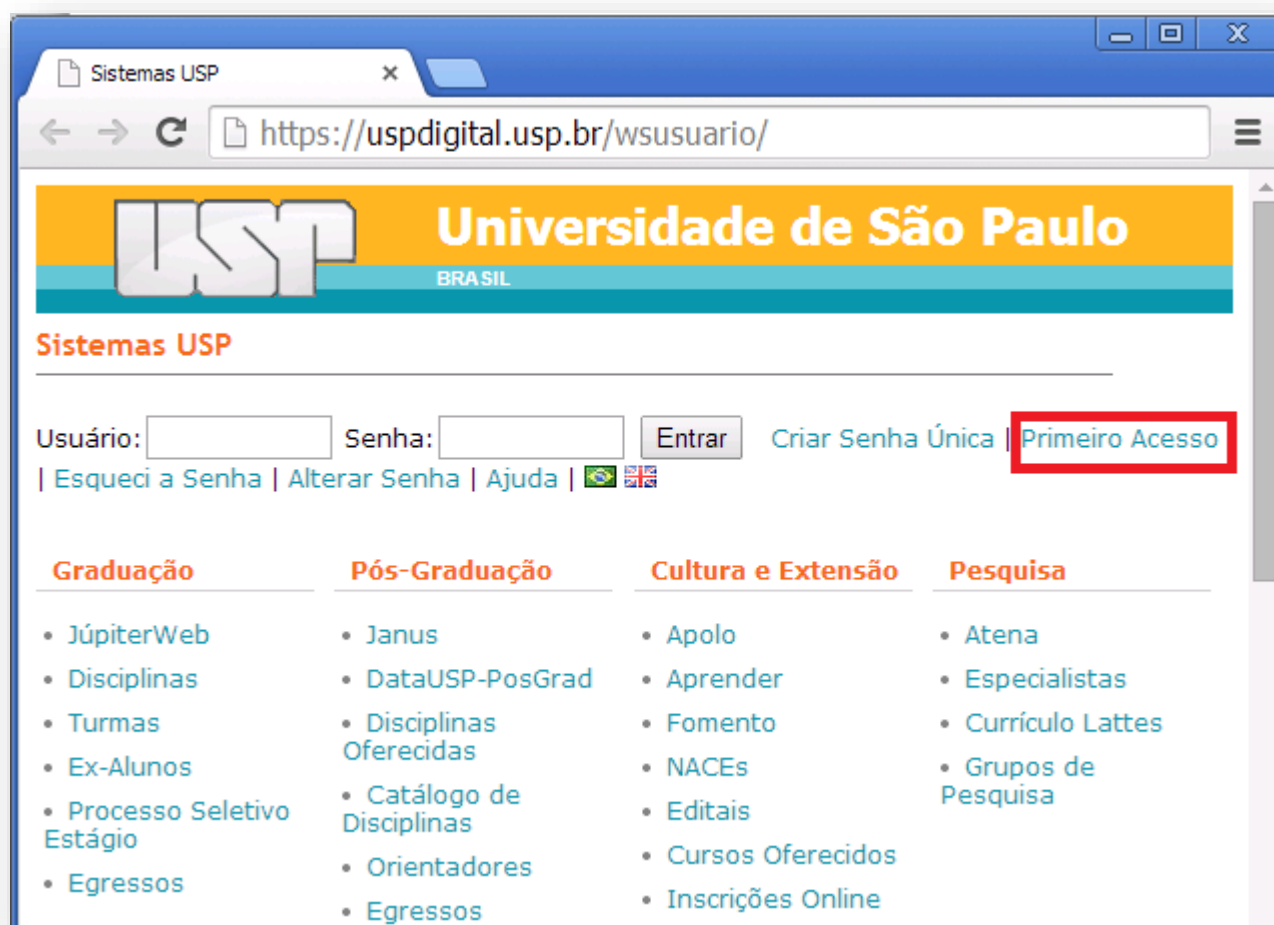 Sistemas USP
https://uspdigital.usp.br/wsusuario/
USP
Universidade de São Paulo
BRASIL
Sistemas USP
Usuário: Senha: Entrar Criar Senha Única | Primeiro Acesso
| Esqueci a Senha | Alterar Senha | Ajuda |
Graduação
• JúpiterWeb
• Disciplinas
• Turmas
• Ex-Alunos
• Processo Seletivo
Estágio
• Egressos
Pós-Graduação
• Janus
• DataUSP-PosGrad
• Disciplinas
Oferecidas
• Catálogo de
Disciplinas
• Orientadores
• Egressos
Cultura e Extensão
• Apolo
• Aprender
• Fomento
• NACEs
• Editais
• Cursos Oferecidos
• Inscrições Online
Pesquisa
• Atena
• Especialistas
• Currículo Lattes
• Grupos de
Pesquisa